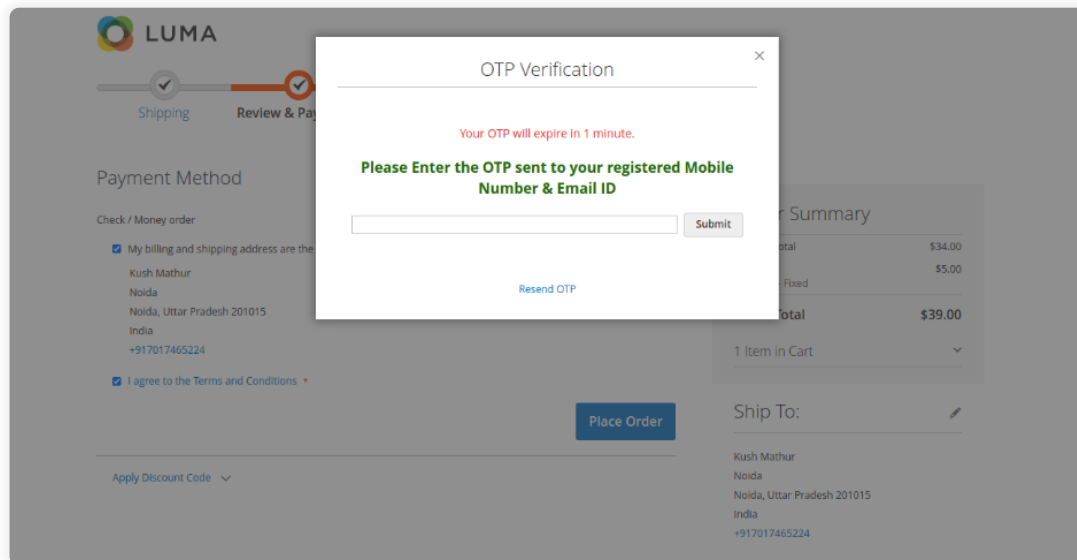 LUMA
Shipping
Review & Pay
OTP Verification
×
Your OTP will expire in 1 minute.
Please Enter the OTP sent to your registered Mobile
Number & Email ID
Submit
Resend OTP
Payment Method
Check / Money order
My billing and shipping address are the
Kush Mathur
Noida
Noida, Uttar Pradesh 201015
India
+917017465224
I agree to the Terms and Conditions *
Place Order
Apply Discount Code
Summary
$34.00
$5.00
- Fixed
$39.00
1 Item in Cart
Ship To:
Kush Mathur
Noida
Noida, Uttar Pradesh 201015
India
+917017465224